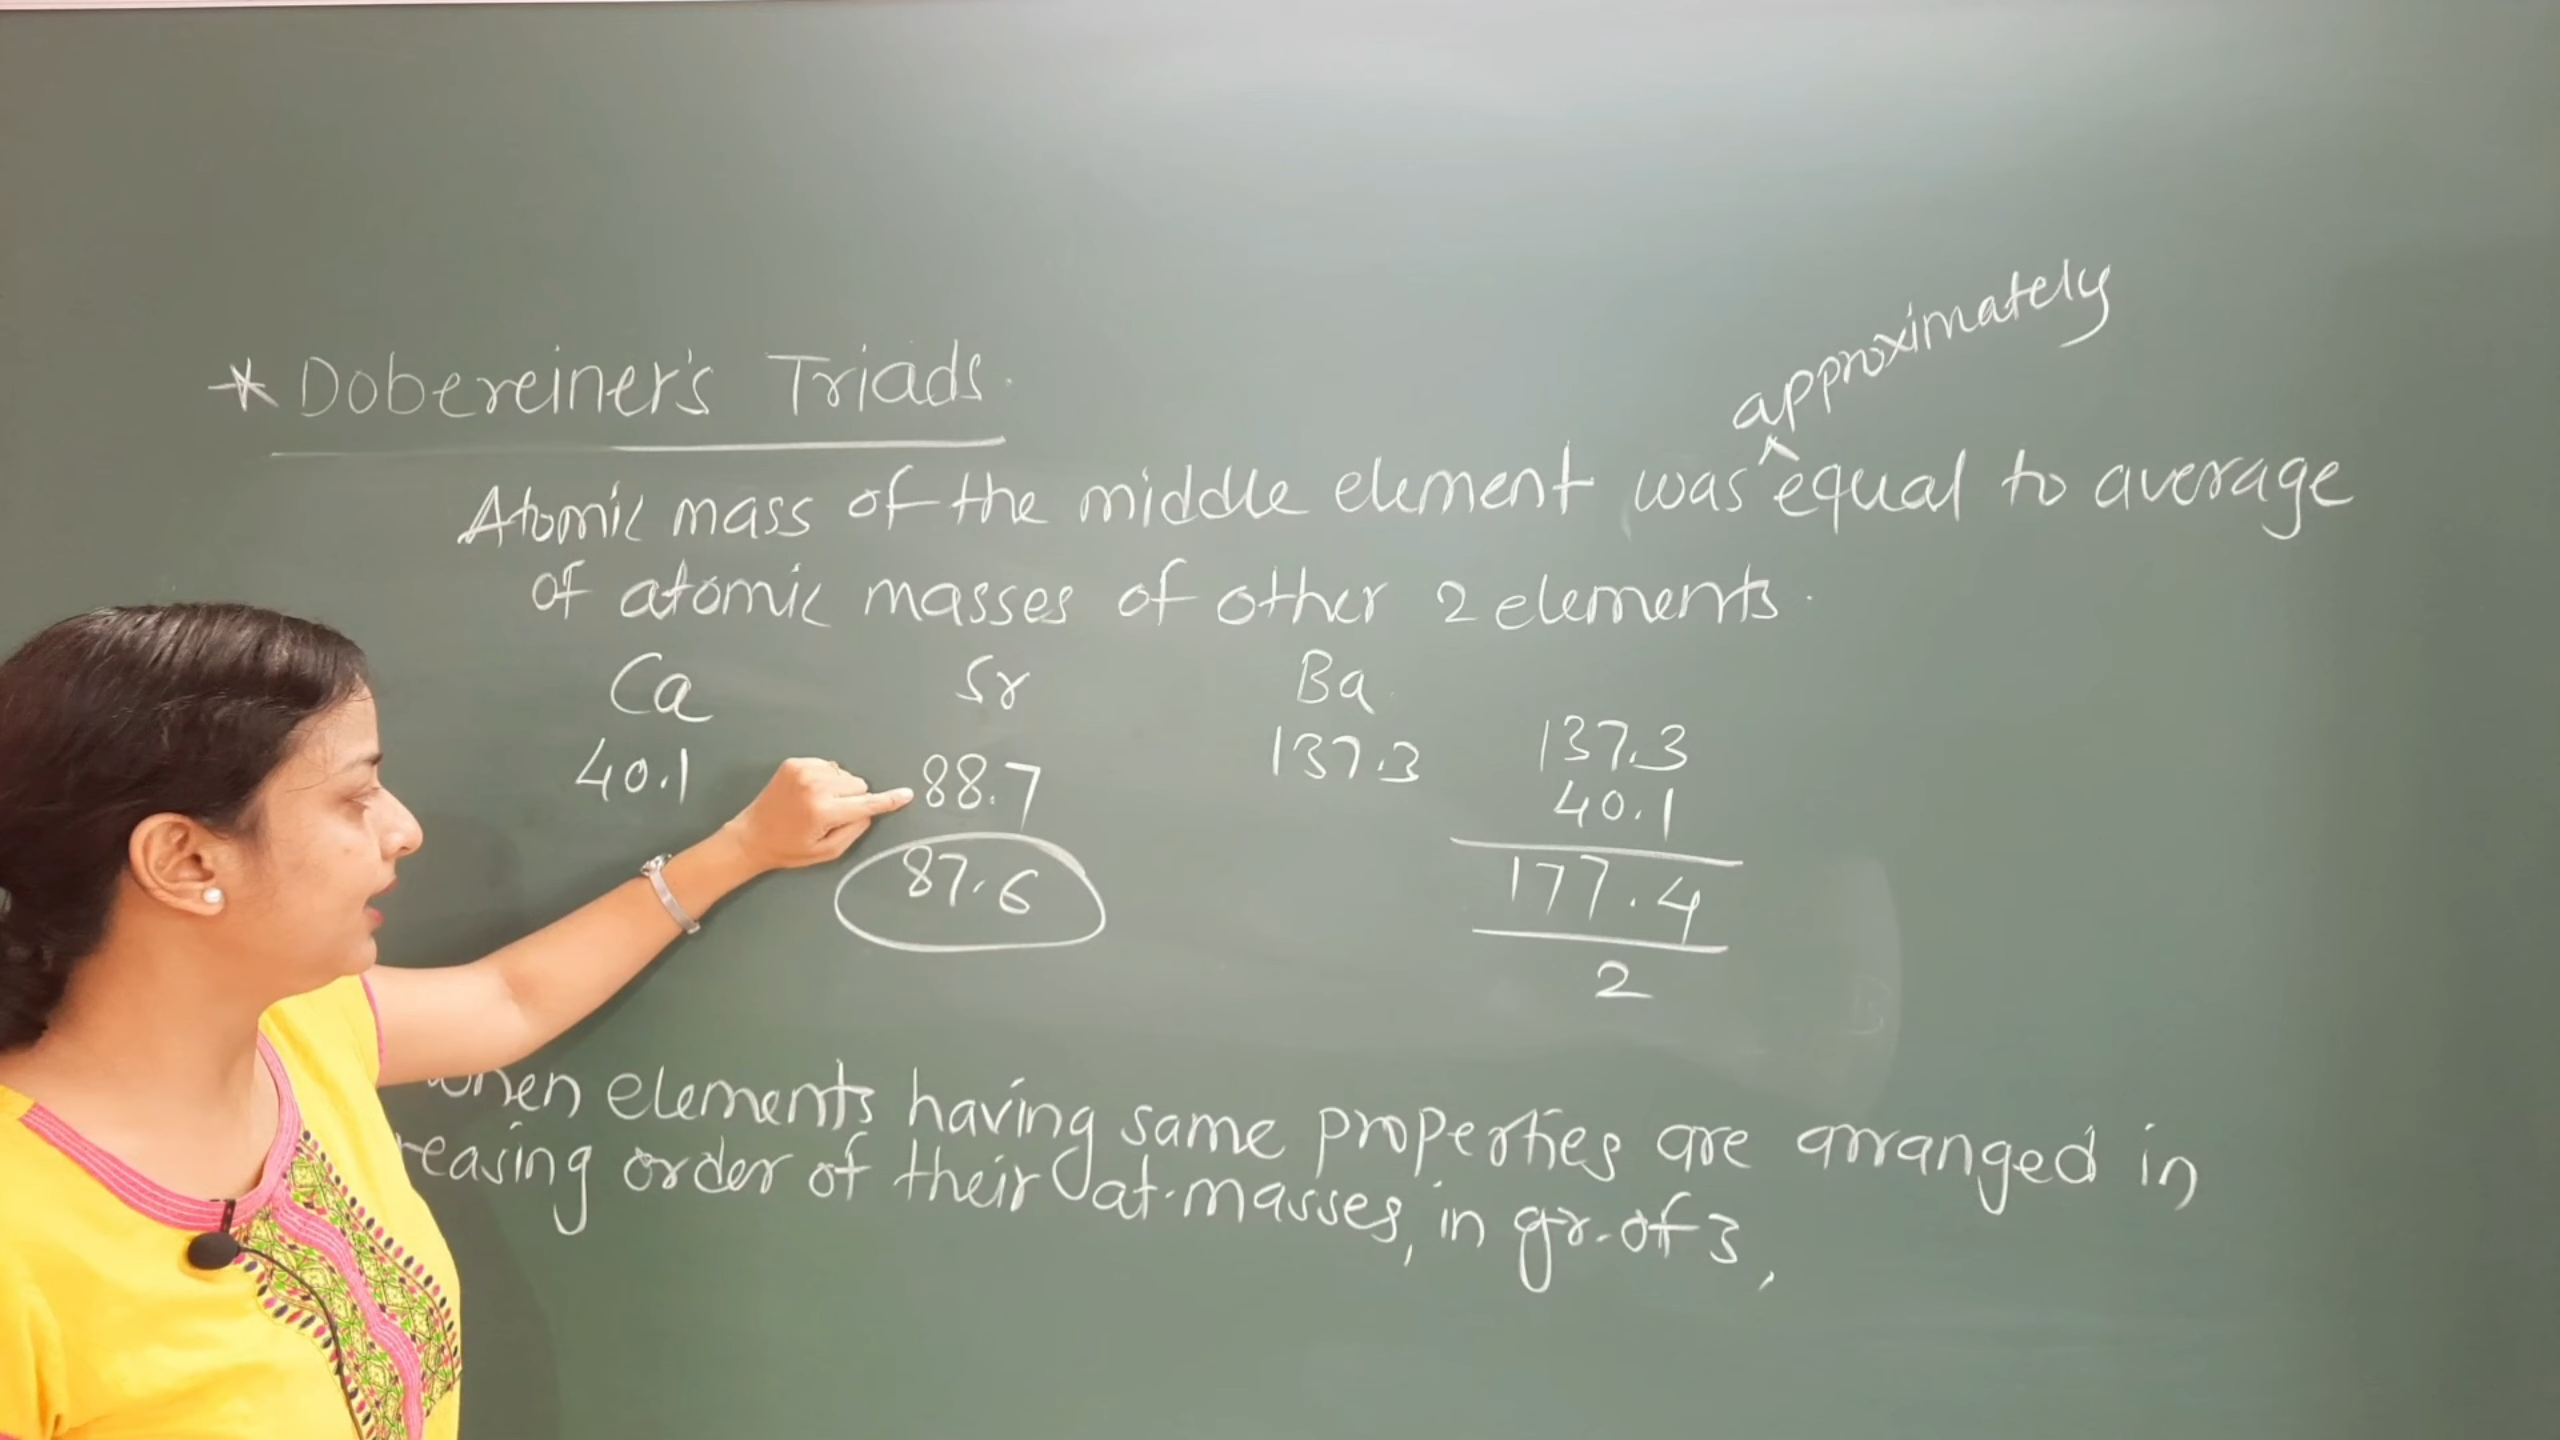 approximately
* Dobereiner's Triads.
Atomic mass of the middle element was ^ equal to average
of atomic masses of other 2 elements.
Ca Sr Ba
40.1 88.7 137.3 137.3
40.1
87.6 177.4
2
when elements having same properties are arranged in
reasing order of their at.masses, in gr. of 3,